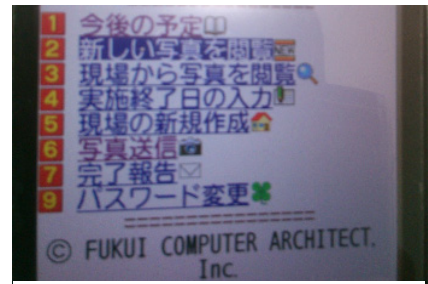 1 今後の予定
2 新しい写真を閲覧
3 現場から写真を閲覧
4 実施終了日の入力
5 現場の新規作成
6 写真送信
7 完了報告
9 パスワード変更
==================
© FUKUI COMPUTER ARCHITECT.
Inc.